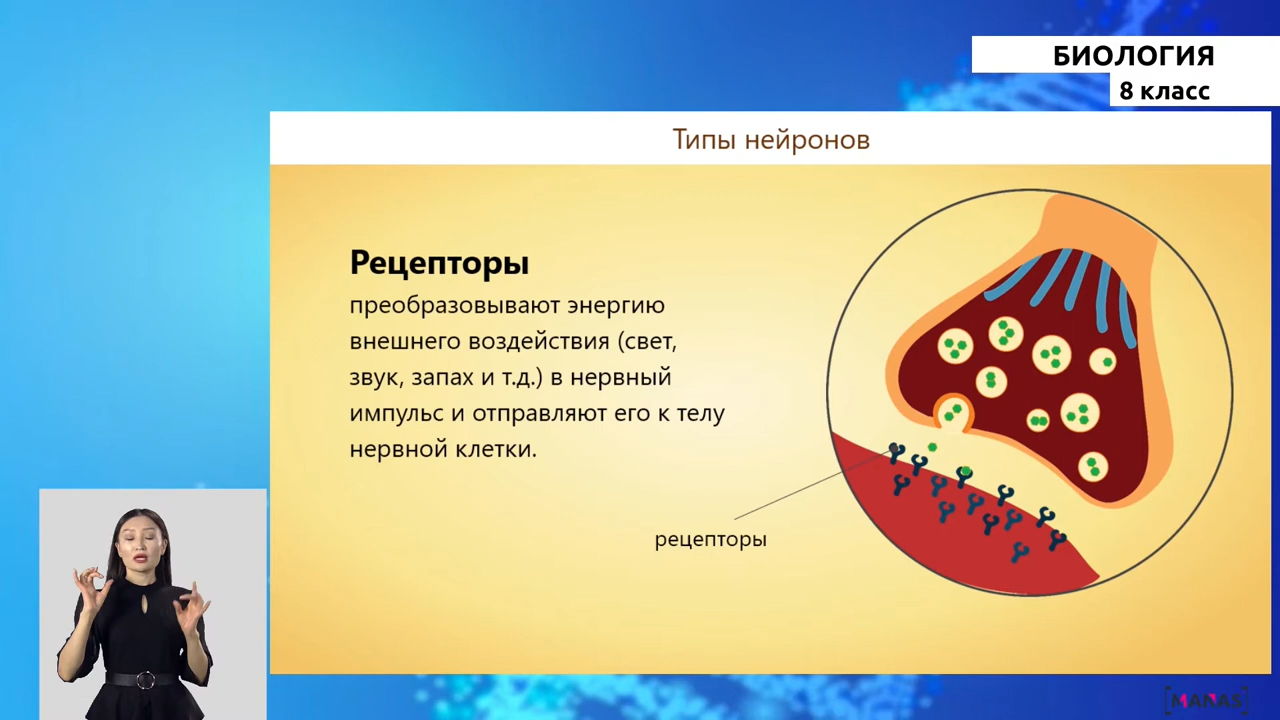 БИОЛОГИЯ
8 класс
Типы нейронов
Рецепторы
преобразовывают энергию
внешнего воздействия (свет,
звук, запах и т.д.) в нервный
импульс и отправляют его к телу
нервной клетки.
рецепторы
MANAS